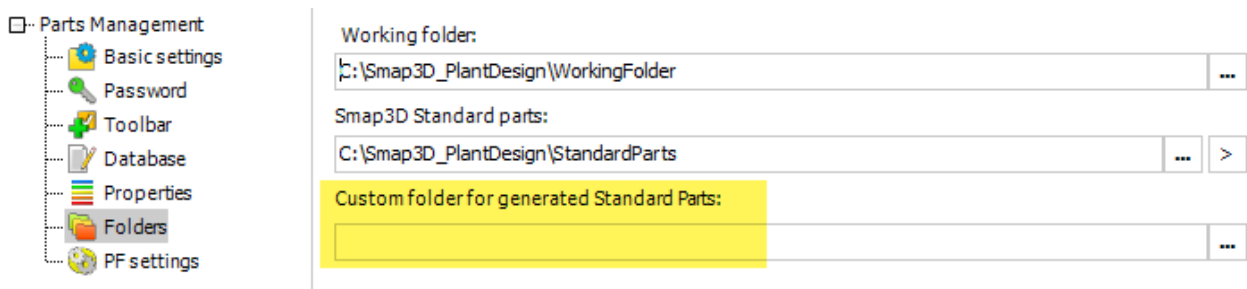 Parts Management
Basic settings
Password
Toolbar
Database
Properties
Folders
PF settings
Working folder:
C:\Smap3D_PlantDesign\WorkingFolder
...
Smap3D Standard parts:
C:\Smap3D_PlantDesign\StandardParts
...
>
Custom folder for generated Standard Parts:
...